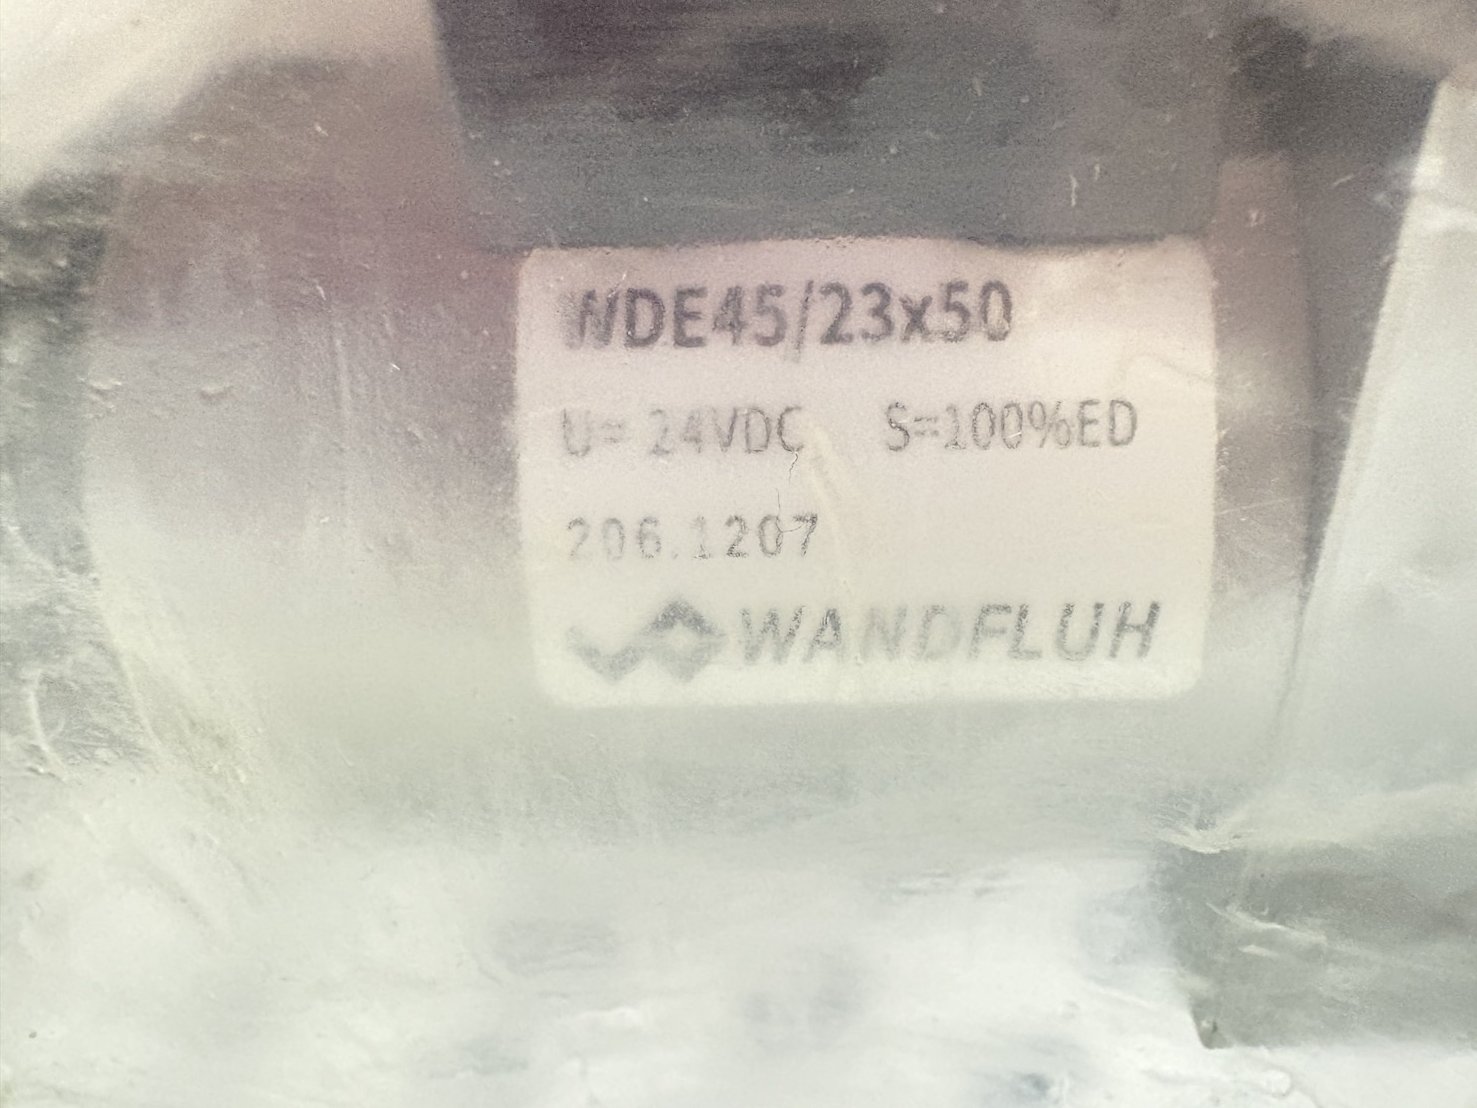 WDE45/23x50
U= 24VDC S=100%ED
206.1207
WANDFLUH